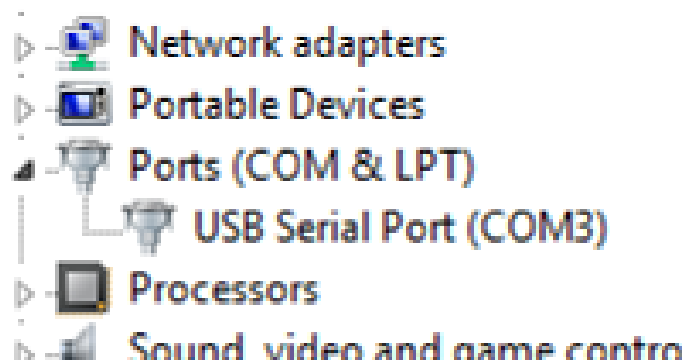 Network adapters
Portable Devices
Ports (COM & LPT)
USB Serial Port (COM3)
Processors
Sound, video and game contro